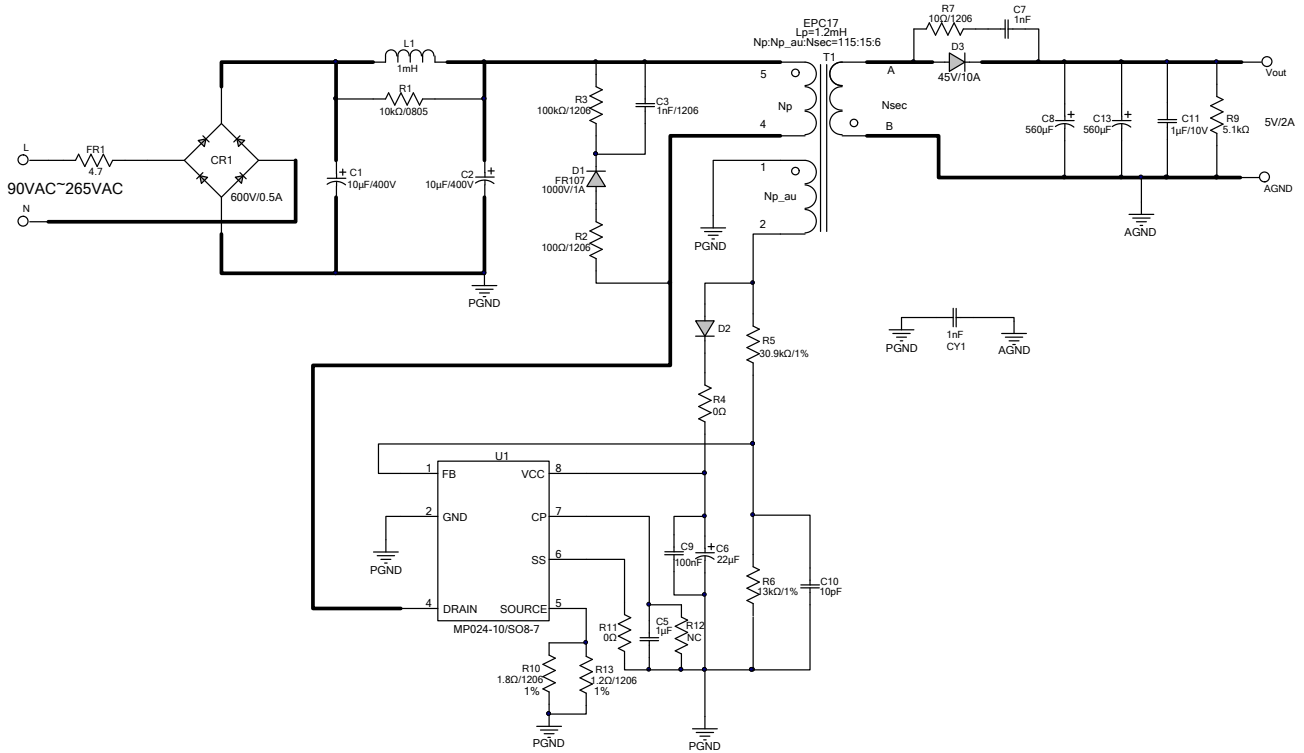 EPC17
Lp=1.2mH
Np:Np_au:Nsec=115:15:6
T1
R7
10Ω/1206
C7
1nF
D3
45V/10A
Vout
L1
1mH
R1
10kΩ/0805
R3
100kΩ/1206
C3
1nF/1206
5
Np
4
A
Nsec
B
C8
560µF
C13
560µF
C11
1µF/10V
R9
5.1kΩ
5V/2A
L
FR1
4.7
90VAC~265VAC
N
CR1
600V/0.5A
C1
10µF/400V
C2
10µF/400V
D1
FR107
1000V/1A
R2
100Ω/1206
1
Np_au
2
PGND
AGND
AGND
PGND
D2
R5
30.9kΩ/1%
PGND
1nF
CY1
AGND
R4
0Ω
U1
1
FB
VCC
8
2
GND
CP
7
SS
6
4
DRAIN
SOURCE
5
MP024-10/SO8-7
PGND
C9
100nF
C6
22µF
R6
13kΩ/1%
C10
10pF
R11
0Ω
C5
1µF
R12
NC
R10
1.8Ω/1206
1%
R13
1.2Ω/1206
1%
PGND
PGND